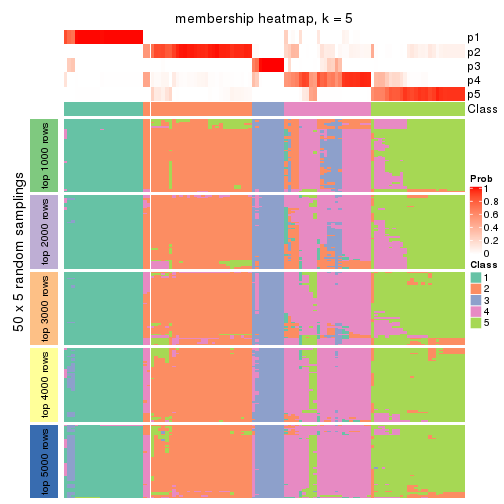 membership heatmap, k = 5
p1
p2
p3
p4
p5
Class
50 x 5 random samplings
top 1000 rows
top 2000 rows
top 3000 rows
top 4000 rows
top 5000 rows
Prob
1
0.8
0.6
0.4
0.2
0
Class
1
2
3
4
5